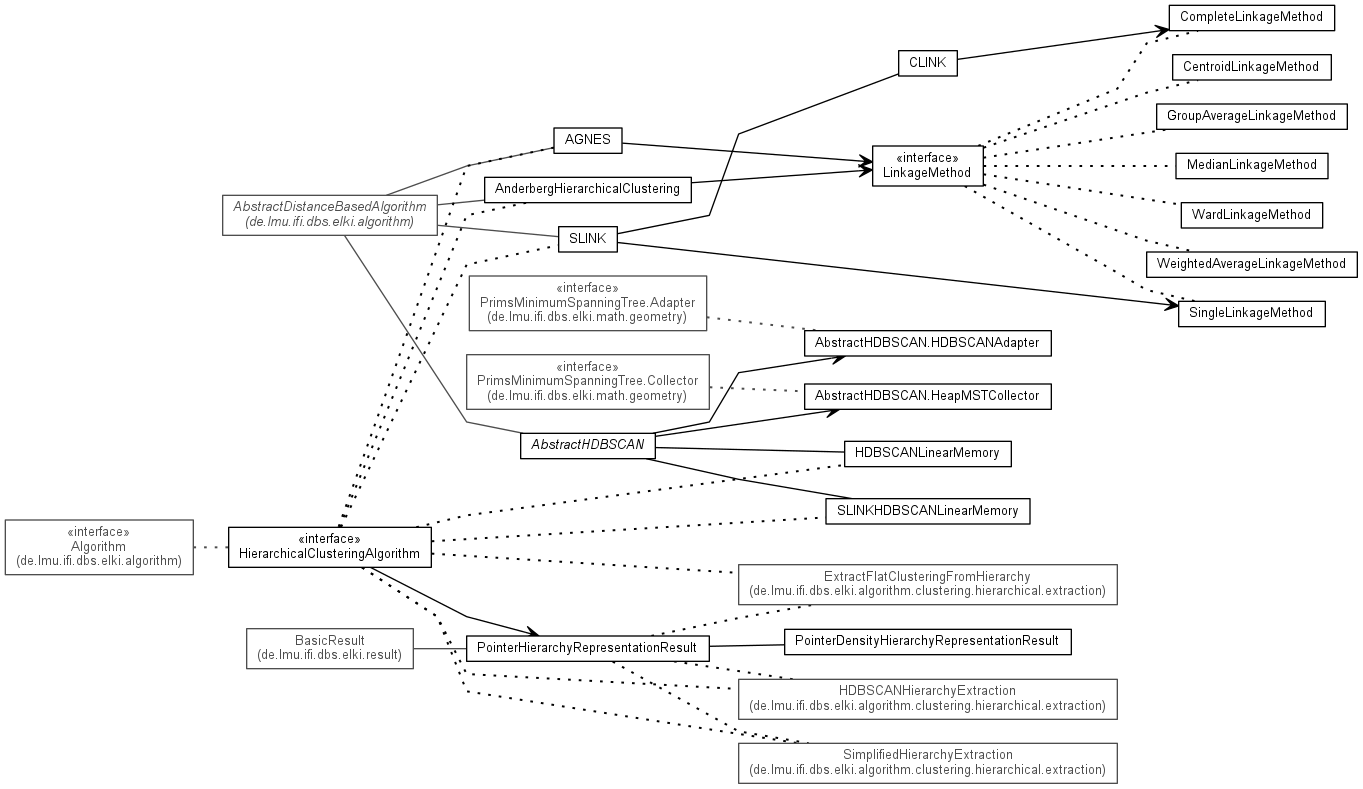 CompleteLinkageMethod
CLINK
CentroidLinkageMethod
GroupAverageLinkageMethod
AGNES
«interface»
LinkageMethod
MedianLinkageMethod
AnderbergHierarchicalClustering
AbstractDistanceBasedAlgorithm
(de.lmu.ifi.dbs.elki.algorithm)
WardLinkageMethod
SLINK
WeightedAverageLinkageMethod
«interface»
PrimsMinimumSpanningTree.Adapter
(de.lmu.ifi.dbs.elki.math.geometry)
SingleLinkageMethod
AbstractHDBSCAN.HDBSCANAdapter
«interface»
PrimsMinimumSpanningTree.Collector
(de.lmu.ifi.dbs.elki.math.geometry)
AbstractHDBSCAN.HeapMSTCollector
AbstractHDBSCAN
HDBSCANLinearMemory
SLINKHDBSCANLinearMemory
«interface»
Algorithm
(de.lmu.ifi.dbs.elki.algorithm)
«interface»
HierarchicalClusteringAlgorithm
ExtractFlatClusteringFromHierarchy
(de.lmu.ifi.dbs.elki.algorithm.clustering.hierarchical.extraction)
BasicResult
(de.lmu.ifi.dbs.elki.result)
PointerHierarchyRepresentationResult
PointerDensityHierarchyRepresentationResult
HDBSCANHierarchyExtraction
(de.lmu.ifi.dbs.elki.algorithm.clustering.hierarchical.extraction)
SimplifiedHierarchyExtraction
(de.lmu.ifi.dbs.elki.algorithm.clustering.hierarchical.extraction)